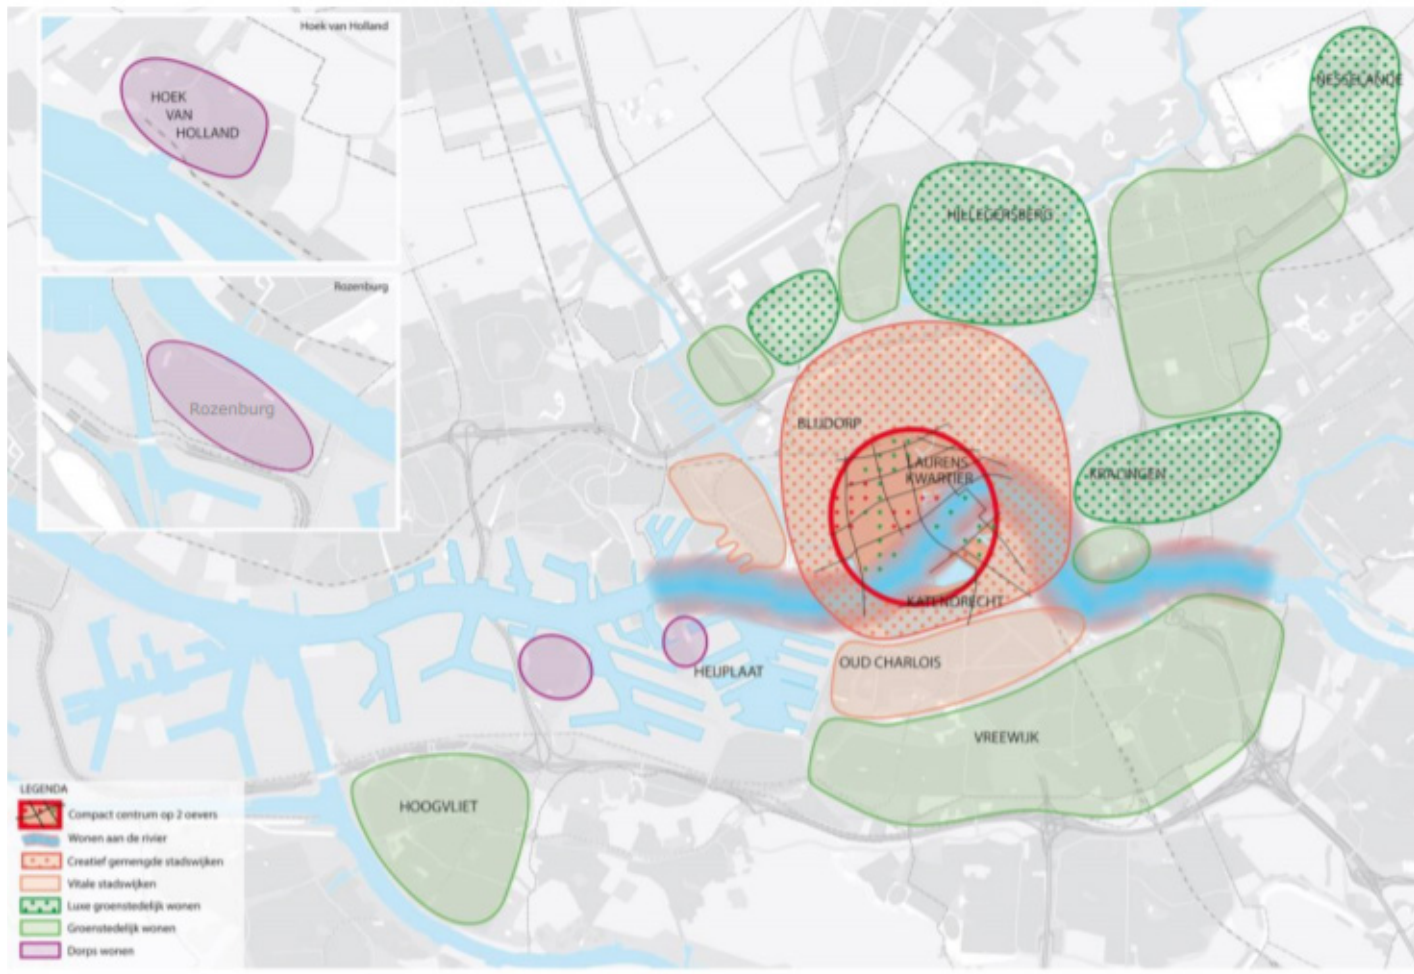 Hoek van Holland
HOEK
VAN
HOLLAND
Rozenburg
Rozenburg
NESSELANDE
HILLEGERSBERG
BLIJDORP
LAURENS
KWARTIER
KRALINGEN
KATENDRECHT
OUD CHARLOIS
HEIJPLAAT
VREEWIJK
HOOGVLIET
LEGENDA
Compact centrum op 2 oevers
Wonen aan de rivier
Creatief gemengde stadswijken
Vitale stadswijken
Luxe groenstedelijk wonen
Groenstedelijk wonen
Dorps wonen